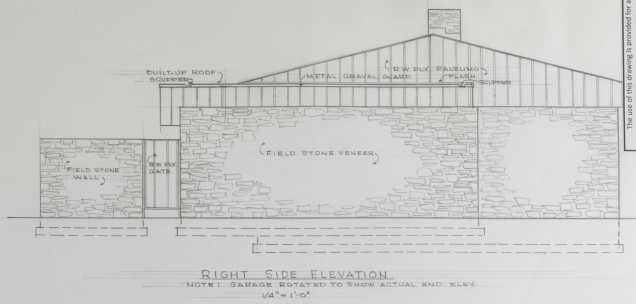 BUILT-UP ROOF
SCUPPER
METAL GRAVEL GUARD
R.W. PLY. PANELING
FLASH
SCUPPER
FIELD STONE
WALL
R.W. PLY.
GATE
FIELD STONE VENEER
RIGHT SIDE ELEVATION
NOTE: GARAGE ROTATED TO SHOW ACTUAL END ELEV.
1/4" = 1'-0"
The use of this drawing is provided for a